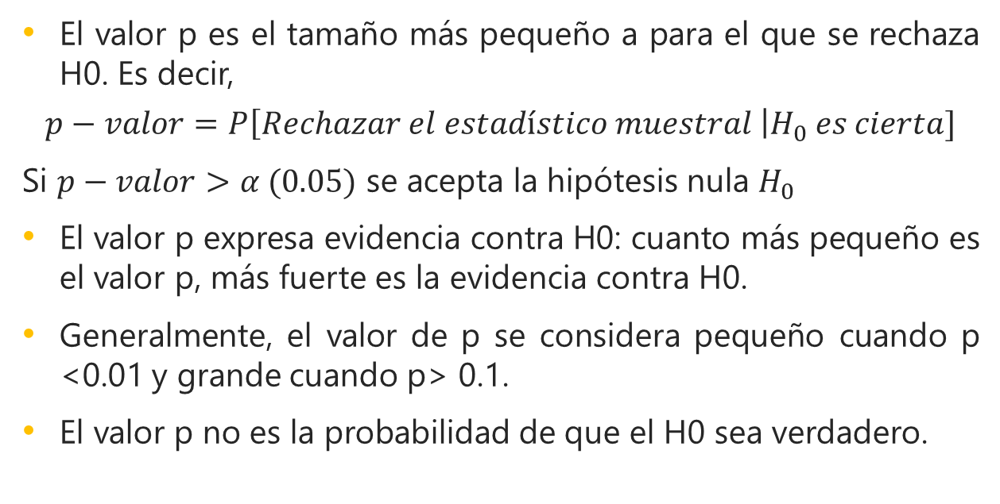 • El valor p es el tamaño más pequeño a para el que se rechaza
H0. Es decir,
p − valor = P[Rechazar el estadístico muestral |H₀ es cierta]
Si p − valor > α (0.05) se acepta la hipótesis nula H₀
• El valor p expresa evidencia contra H0: cuanto más pequeño es
el valor p, más fuerte es la evidencia contra H0.
• Generalmente, el valor de p se considera pequeño cuando p
<0.01 y grande cuando p> 0.1.
• El valor p no es la probabilidad de que el H0 sea verdadero.